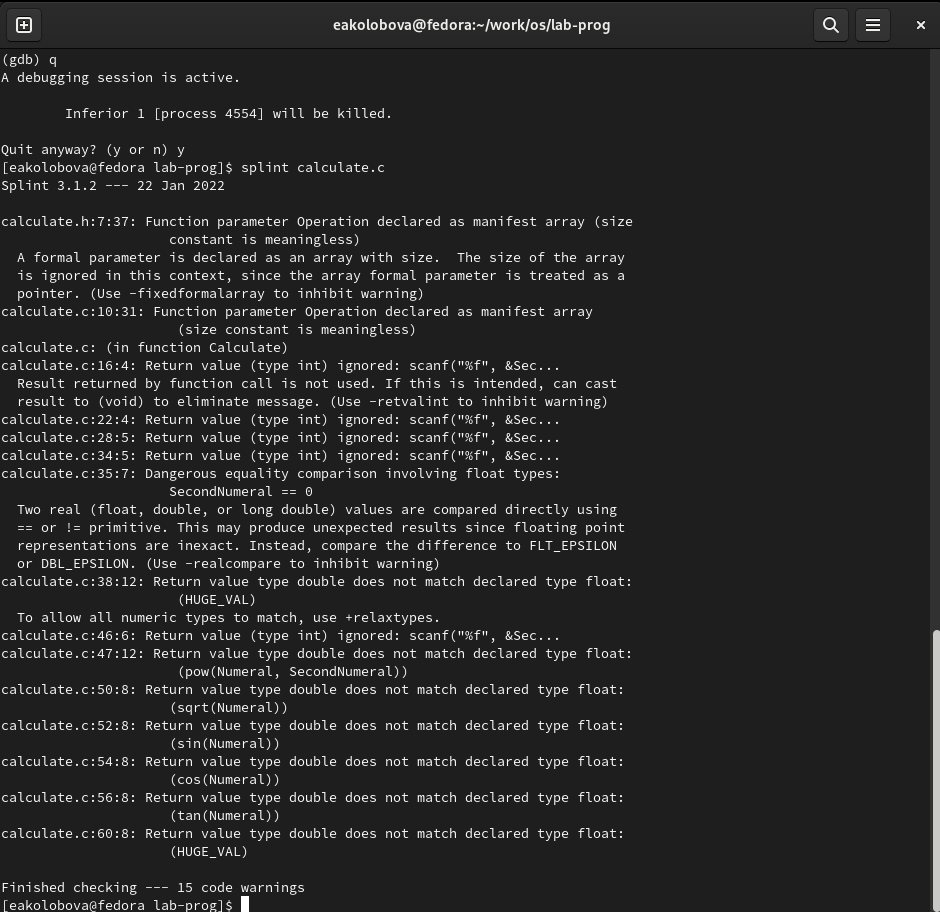 eakolobova@fedora:~/work/os/lab-prog
(gdb) q
A debugging session is active.
Inferior 1 [process 4554] will be killed.
Quit anyway? (y or n) y
[eakolobova@fedora lab-prog]$ splint calculate.c
Splint 3.1.2 --- 22 Jan 2022
calculate.h:7:37: Function parameter Operation declared as manifest array (size
constant is meaningless)
A formal parameter is declared as an array with size.  The size of the array
is ignored in this context, since the array formal parameter is treated as a
pointer. (Use -fixedformalarray to inhibit warning)
calculate.c:10:31: Function parameter Operation declared as manifest array
(size constant is meaningless)
calculate.c: (in function Calculate)
calculate.c:16:4: Return value (type int) ignored: scanf("%f", &Sec...
Result returned by function call is not used. If this is intended, can cast
result to (void) to eliminate message. (Use -retvalint to inhibit warning)
calculate.c:22:4: Return value (type int) ignored: scanf("%f", &Sec...
calculate.c:28:5: Return value (type int) ignored: scanf("%f", &Sec...
calculate.c:34:5: Return value (type int) ignored: scanf("%f", &Sec...
calculate.c:35:7: Dangerous equality comparison involving float types:
SecondNumeral == 0
Two real (float, double, or long double) values are compared directly using
== or != primitive. This may produce unexpected results since floating point
representations are inexact. Instead, compare the difference to FLT_EPSILON
or DBL_EPSILON. (Use -realcompare to inhibit warning)
calculate.c:38:12: Return value type double does not match declared type float:
(HUGE_VAL)
To allow all numeric types to match, use +relaxtypes.
calculate.c:46:6: Return value (type int) ignored: scanf("%f", &Sec...
calculate.c:47:12: Return value type double does not match declared type float:
(pow(Numeral, SecondNumeral))
calculate.c:50:8: Return value type double does not match declared type float:
(sqrt(Numeral))
calculate.c:52:8: Return value type double does not match declared type float:
(sin(Numeral))
calculate.c:54:8: Return value type double does not match declared type float:
(cos(Numeral))
calculate.c:56:8: Return value type double does not match declared type float:
(tan(Numeral))
calculate.c:60:8: Return value type double does not match declared type float:
(HUGE_VAL)
Finished checking --- 15 code warnings
[eakolobova@fedora lab-prog]$